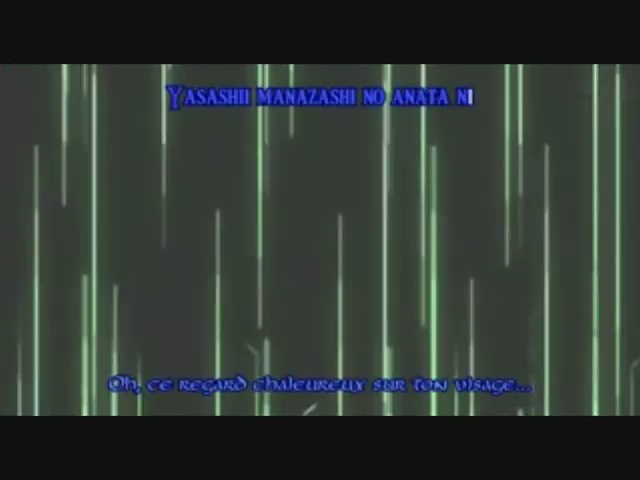 Yasashii manazashi no anata ni
Oh, ce regard chaleureux sur ton visage...